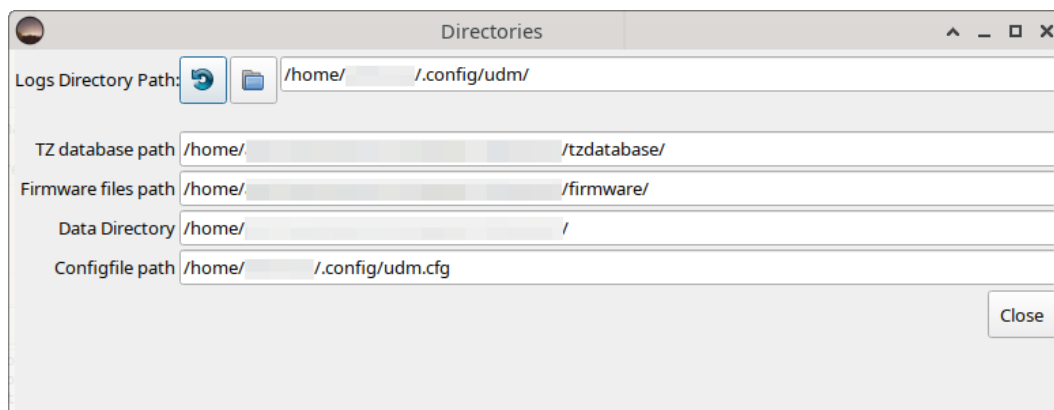 Directories
Logs Directory Path: /home/ /.config/udm/
TZ database path /home/ /tzdatabase/
Firmware files path /home/ /firmware/
Data Directory /home/ /
Configfile path /home/ /.config/udm.cfg
Close